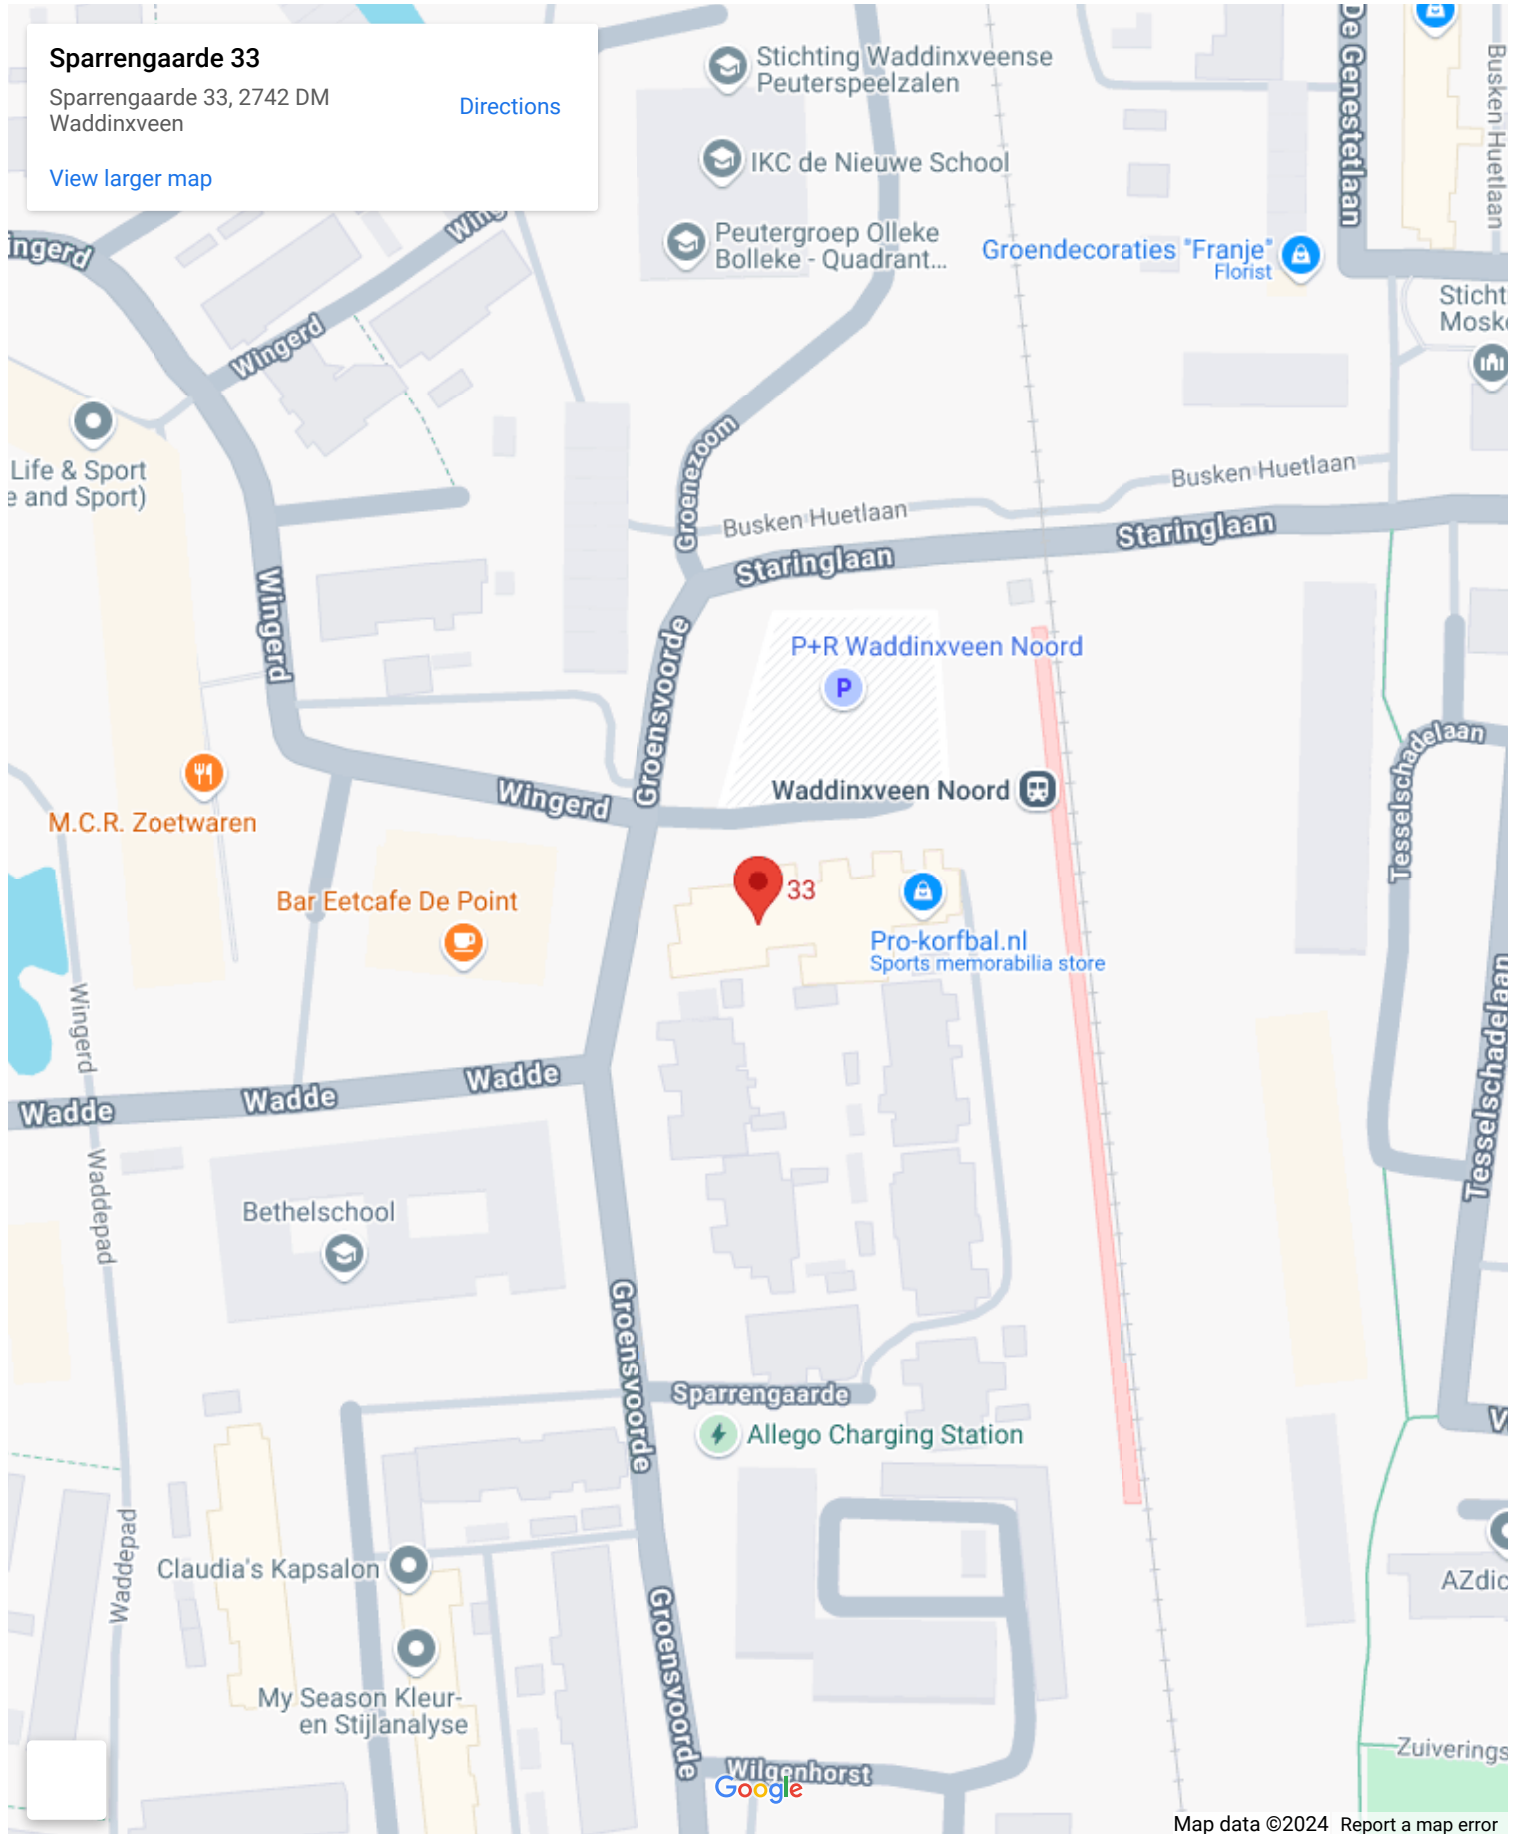 Sparrengaarde 33
Sparrengaarde 33, 2742 DM
Waddinxveen
Directions
View larger map
Stichting Waddinxveense
Peuterspeelzalen
IKC de Nieuwe School
Peutergroep Olleke
Bolleke - Quadrant...
De Genestetlaan
Busken Huetlaan
Groendecoraties "Franje"
Florist
Sticht
Mosk
ingerd
Wing
Wingerd
Life & Sport
e and Sport)
Groenezoom
Busken Huetlaan
Busken Huetlaan
Staringlaan
Staringlaan
Wingerd
Groensvoorde
P+R Waddinxveen Noord
P
Waddinxveen Noord
Wingerd
Tesselschadelaan
M.C.R. Zoetwaren
Bar Eetcafe De Point
33
Pro-korfbal.nl
Sports memorabilia store
Wingerd
Tesselschadelaan
Wadde
Wadde
Wadde
Waddepad
Bethelschool
Groensvoorde
Sparrengaarde
Allego Charging Station
V
Waddepad
Claudia's Kapsalon
AZdic
My Season Kleur-
en Stijlanalyse
Groensvoorde
Wilgenhorst
Zuiverings
Google
Map data ©2024
Report a map error